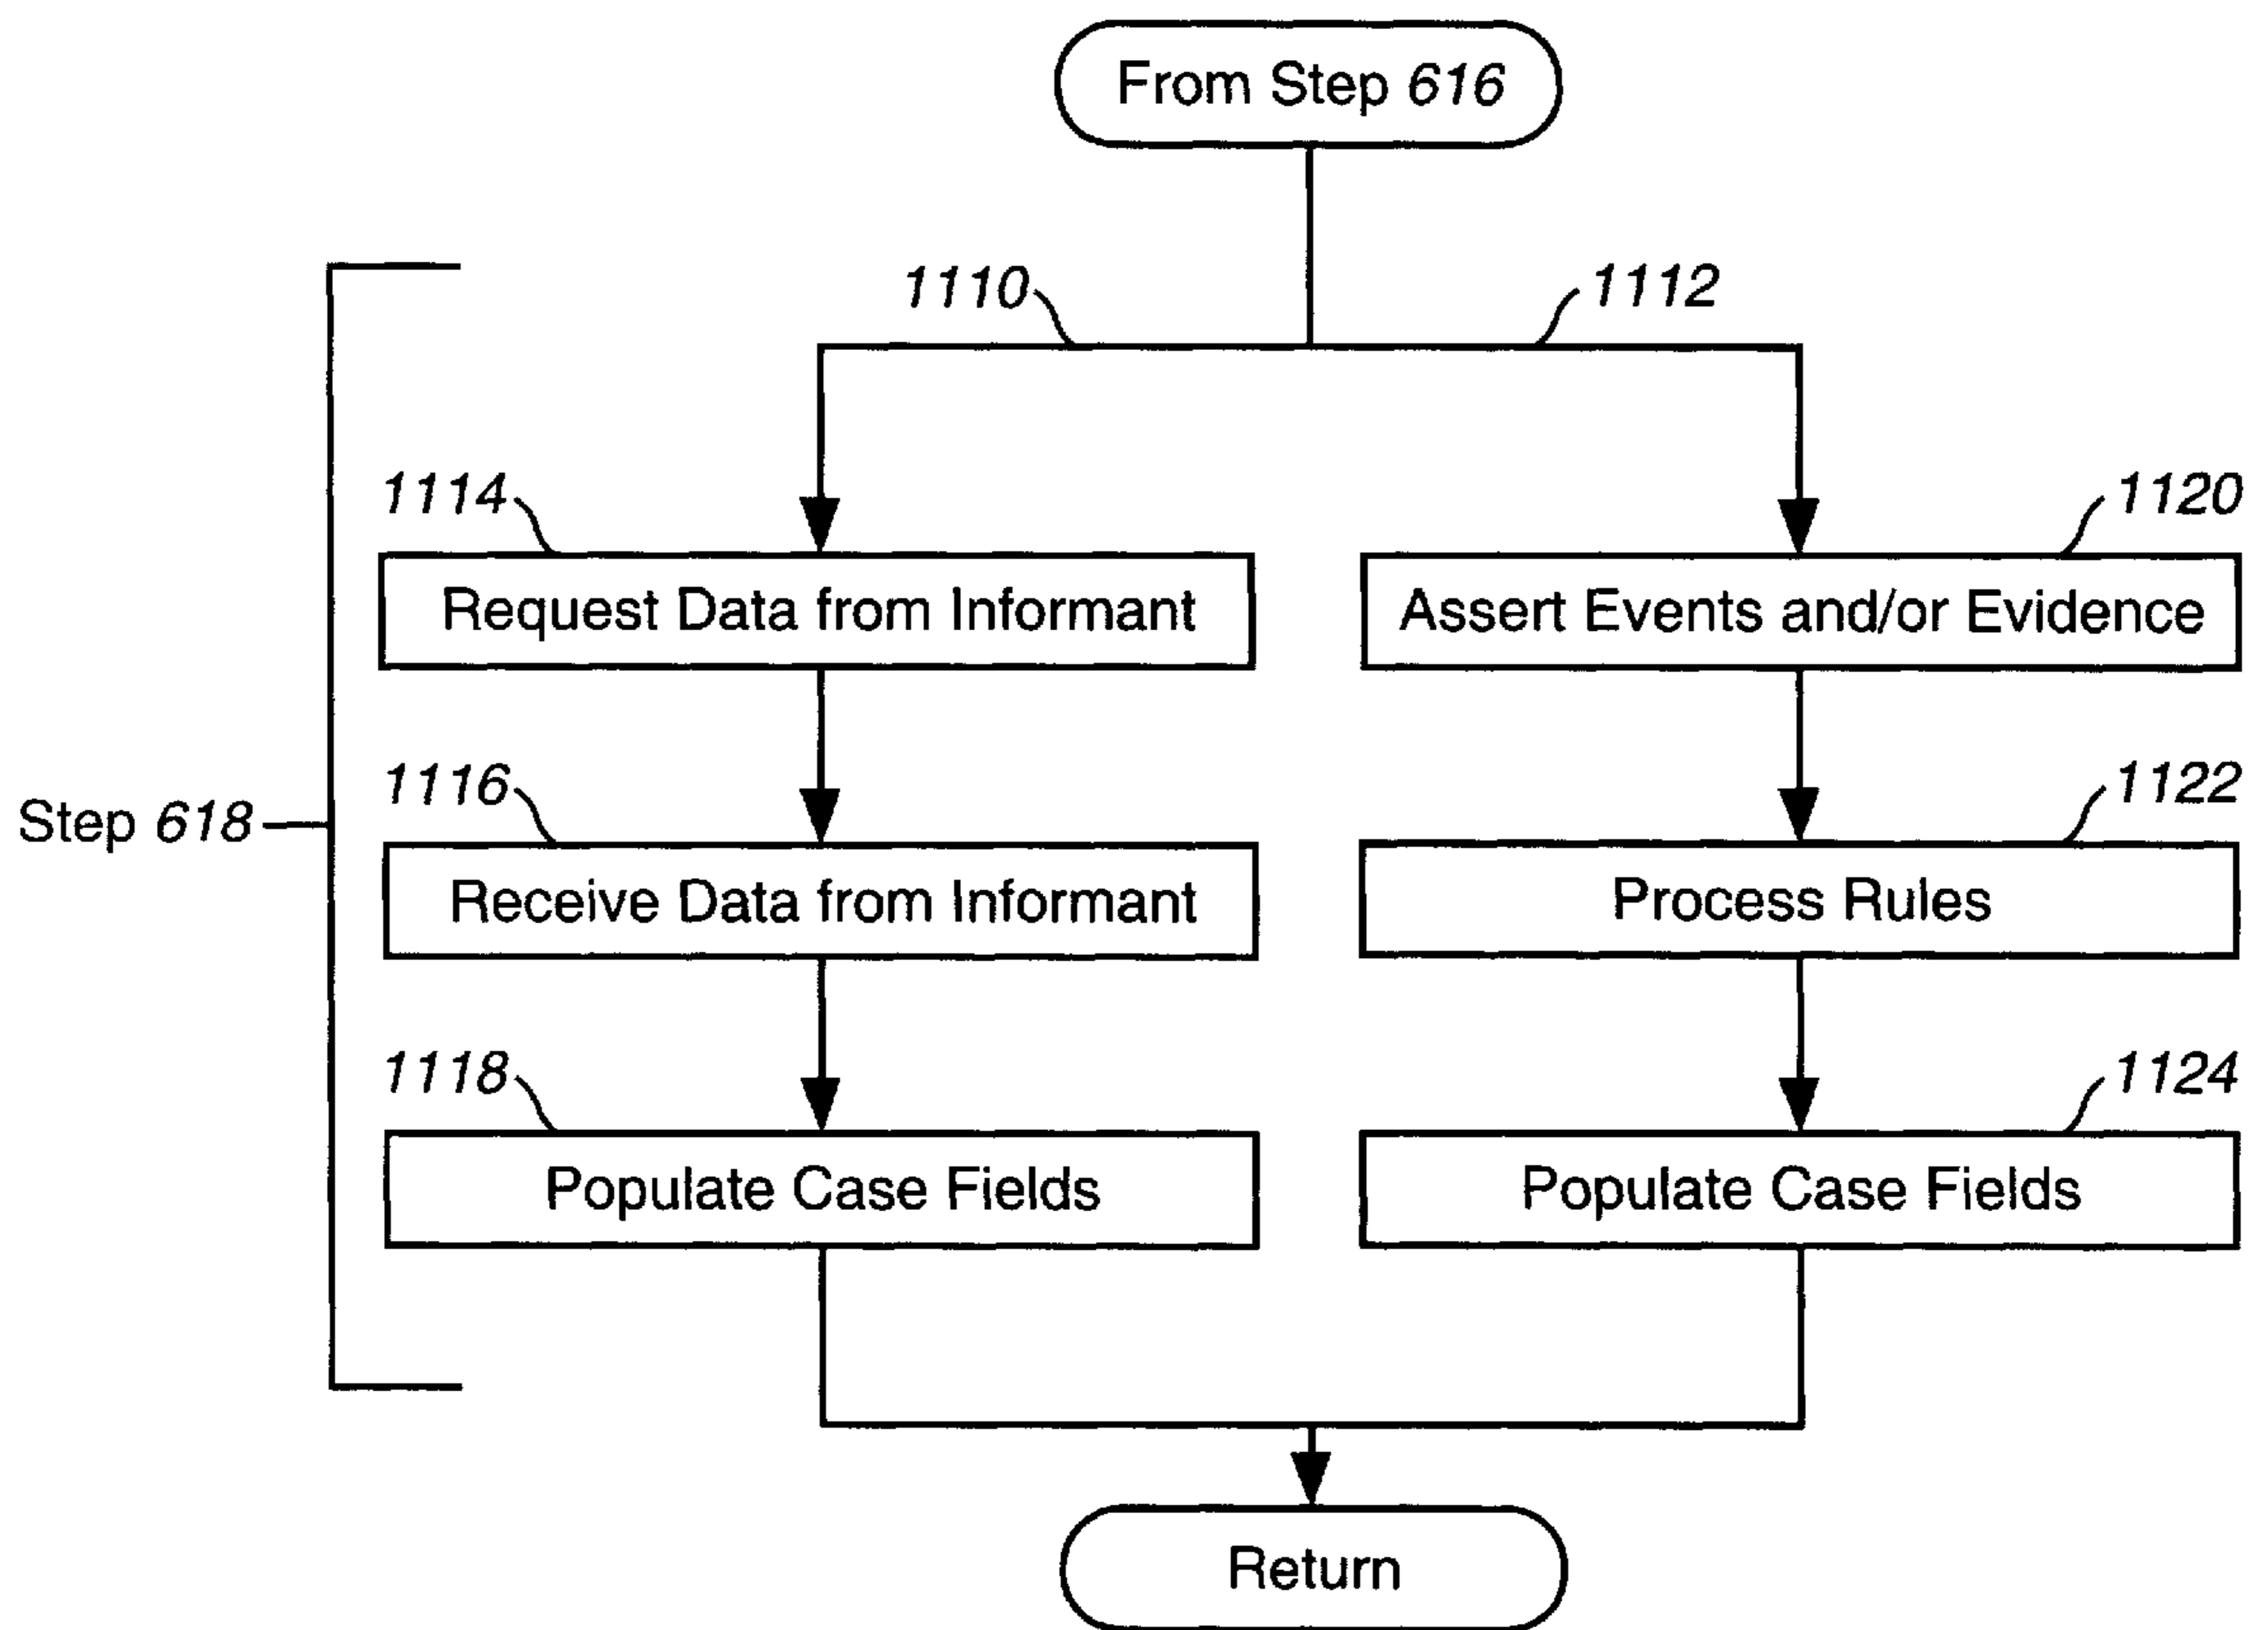 From Step 616
1110
1112
1114
1120
Request Data from Informant
Assert Events and/or Evidence
1116
1122
Step 618
Receive Data from Informant
Process Rules
1118
1124
Populate Case Fields
Populate Case Fields
Return